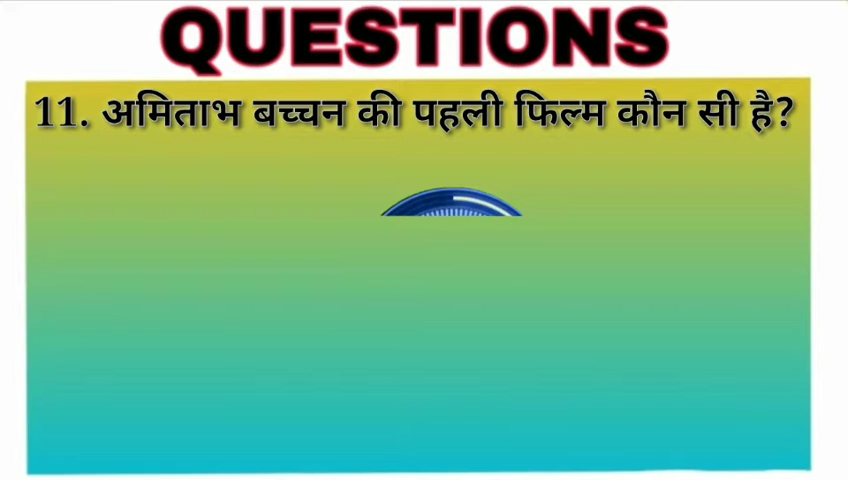 QUESTIONS
11. अमिताभ बच्चन की पहली फिल्म कौन सी है?